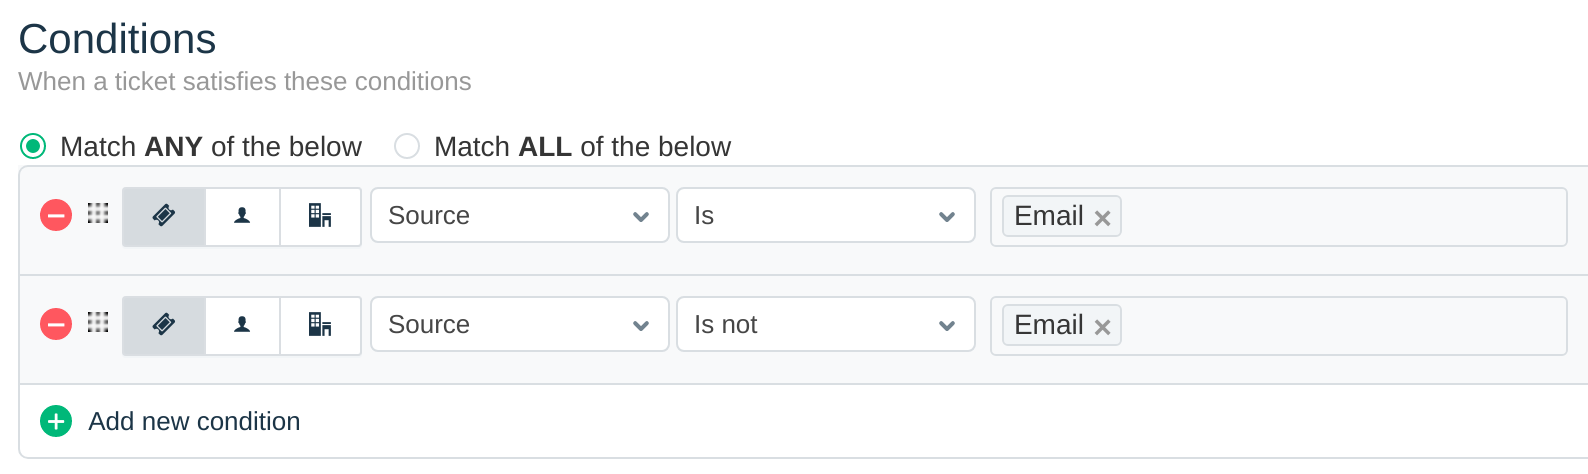 Conditions
When a ticket satisfies these conditions
Match ANY of the below Match ALL of the below
Source Is Email
Source Is not Email
Add new condition